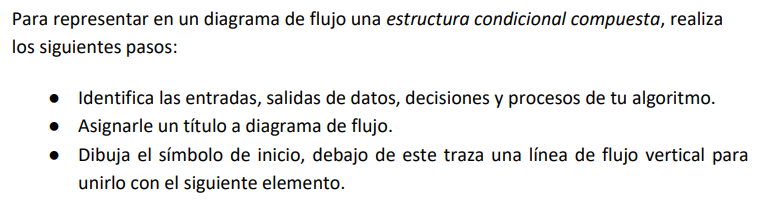 Para representar en un diagrama de flujo una estructura condicional compuesta, realiza
los siguientes pasos:
● Identifica las entradas, salidas de datos, decisiones y procesos de tu algoritmo.
● Asignarle un título a diagrama de flujo.
● Dibuja el símbolo de inicio, debajo de este traza una línea de flujo vertical para
unirlo con el siguiente elemento.